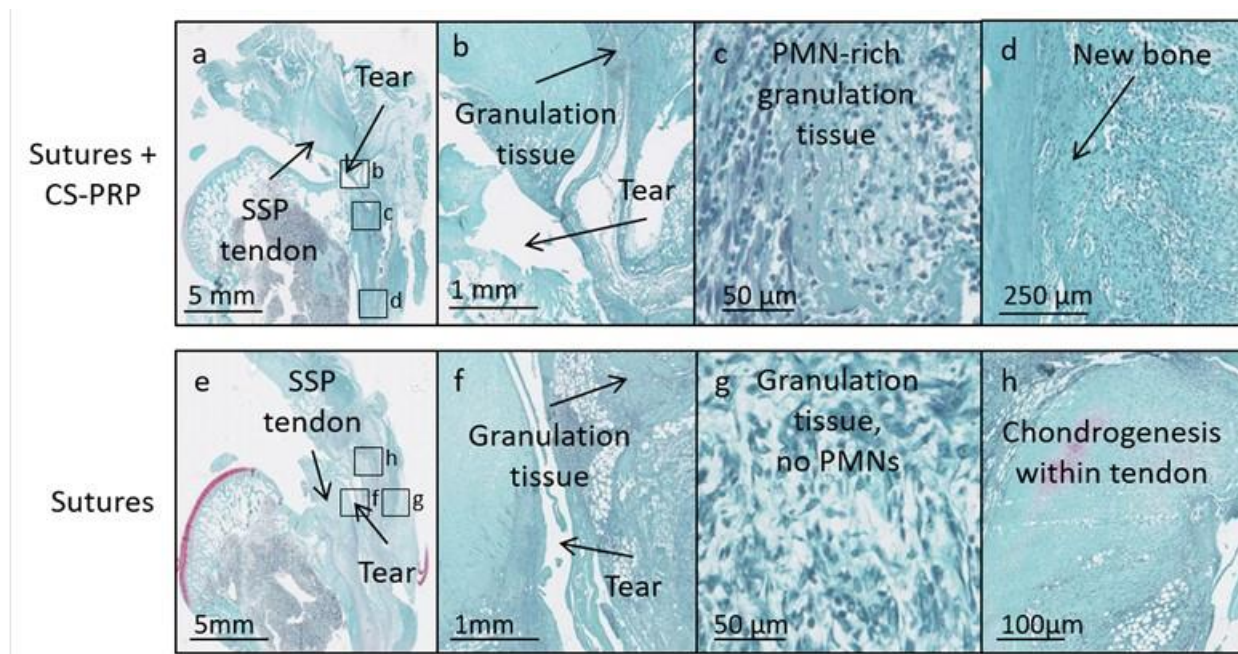 Sutures +
CS-PRP
a
Tear
b
c
d
SSP
tendon
5 mm
b
Granulation
tissue
Tear
1 mm
c
PMN-rich
granulation
tissue
50 µm
d
New bone
250 µm
Sutures
e
SSP
tendon
h
f
g
Tear
5mm
f
Granulation
tissue
Tear
1mm
g
Granulation
tissue,
no PMNs
50 µm
h
Chondrogenesis
within tendon
100µm